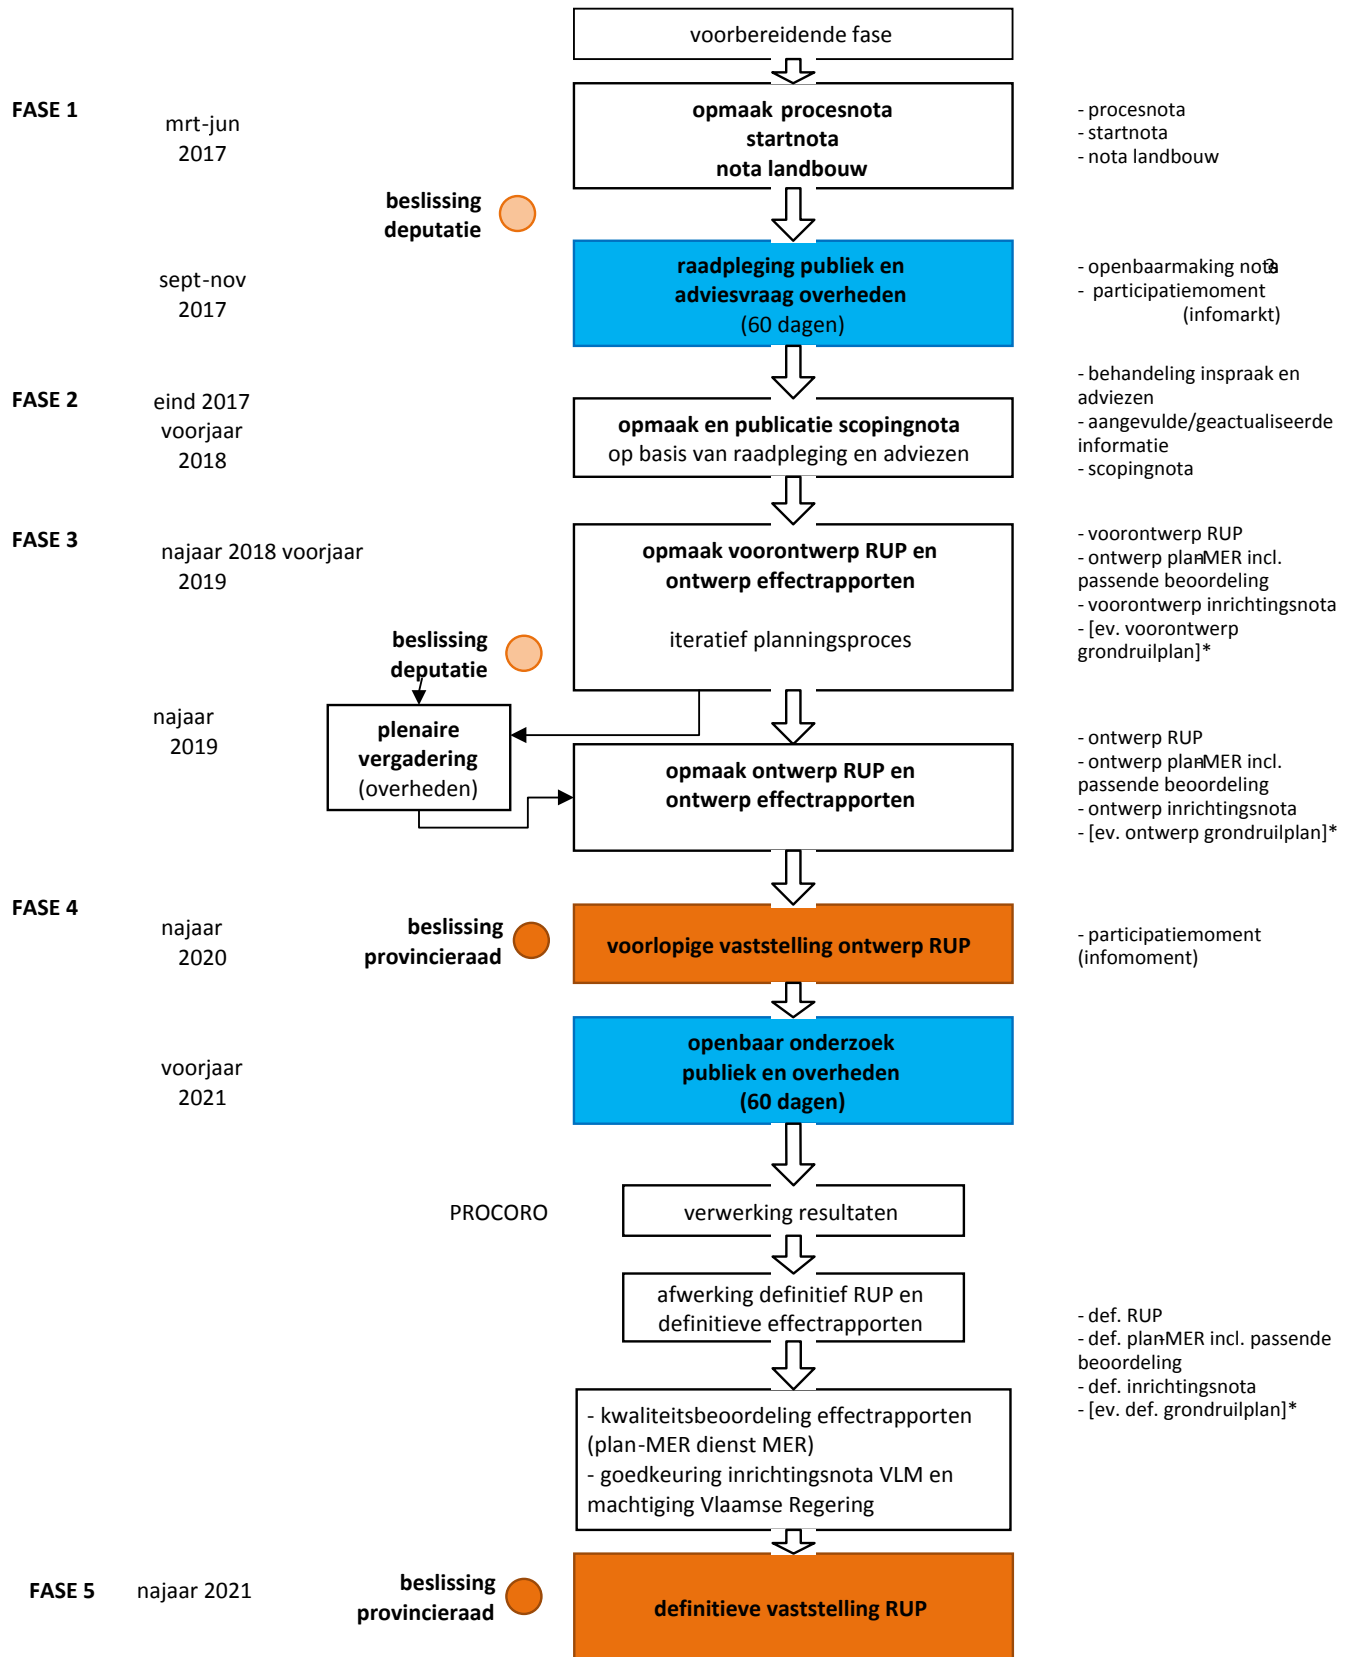 voorbereidende fase
FASE 1
mrt-jun
2017
opmaak procesnota
startnota
nota landbouw
- procesnota
- startnota
- nota landbouw
beslissing
deputatie
sept-nov
2017
raadpleging publiek en
adviesvraag overheden
(60 dagen)
- openbaarmaking nota
- participatiemoment
(infomarkt)
FASE 2
eind 2017
voorjaar
2018
opmaak en publicatie scopingnota
op basis van raadpleging en adviezen
- behandeling inspraak en
adviezen
- aangevulde/geactualiseerde
informatie
- scopingnota
FASE 3
najaar 2018 voorjaar
2019
opmaak voorontwerp RUP en
ontwerp effectrapporten
iteratief planningsproces
- voorontwerp RUP
- ontwerp plan-MER incl.
passende beoordeling
- voorontwerp inrichtingsnota
- [ev. voorontwerp
grondruilplan]*
beslissing
deputatie
najaar
2019
plenaire
vergadering
(overheden)
opmaak ontwerp RUP en
ontwerp effectrapporten
- ontwerp RUP
- ontwerp plan-MER incl.
passende beoordeling
- ontwerp inrichtingsnota
- [ev. ontwerp grondruilplan]*
FASE 4
najaar
2020
beslissing
provincieraad
voorlopige vaststelling ontwerp RUP
- participatiemoment
(infomoment)
voorjaar
2021
openbaar onderzoek
publiek en overheden
(60 dagen)
PROCORO
verwerking resultaten
afwerking definitief RUP en
definitieve effectrapporten
- def. RUP
- def. plan-MER incl. passende
beoordeling
- def. inrichtingsnota
- [ev. def. grondruilplan]*
- kwaliteitsbeoordeling effectrapporten
(plan-MER dienst MER)
- goedkeuring inrichtingsnota VLM en
machtiging Vlaamse Regering
FASE 5
najaar 2021
beslissing
provincieraad
definitieve vaststelling RUP